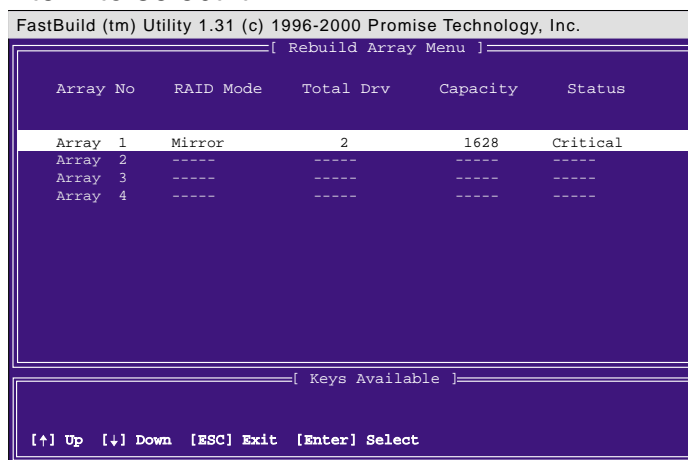 FastBuild (tm) Utility 1.31 (c) 1996-2000 Promise Technology, Inc.
[ Rebuild Array Menu ]
Array No RAID Mode Total Drv Capacity Status
Array 1 Mirror 2 1628 Critical
Array 2 ----- ----- ----- -----
Array 3 ----- ----- ----- -----
Array 4 ----- ----- ----- -----
[ Keys Available ]
[↑] Up [↓] Down [ESC] Exit [Enter] Select